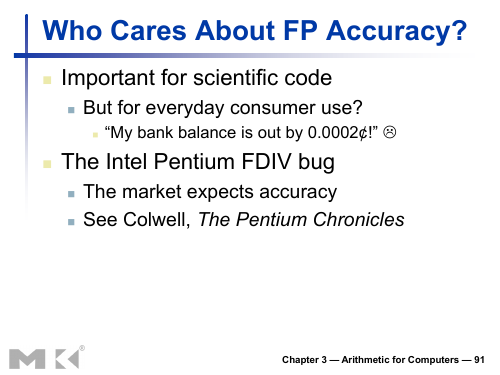 Who Cares About FP Accuracy?
Important for scientific code
But for everyday consumer use?
“My bank balance is out by 0.0002¢!” ☹
The Intel Pentium FDIV bug
The market expects accuracy
See Colwell, The Pentium Chronicles
MK®
Chapter 3 — Arithmetic for Computers — 91